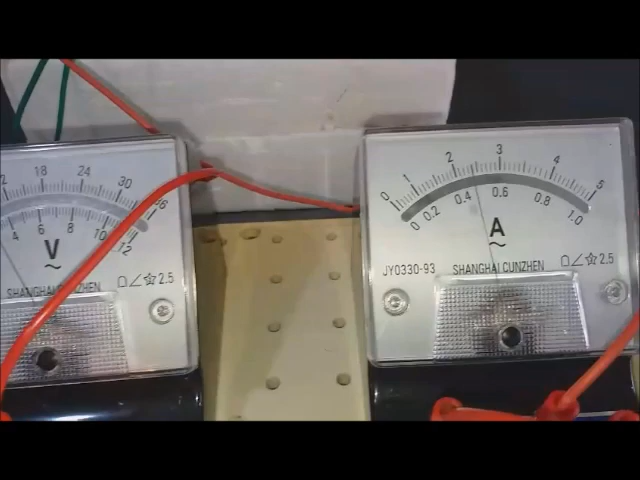 2 18 24 30 36
4 6 8 10 12
V
~
SHANGHAI CUNZHEN 2.5
0 1 2 3 4 5
0 0.2 0.4 0.6 0.8 1.0
A
~
JY0330-93 SHANGHAI CUNZHEN 2.5